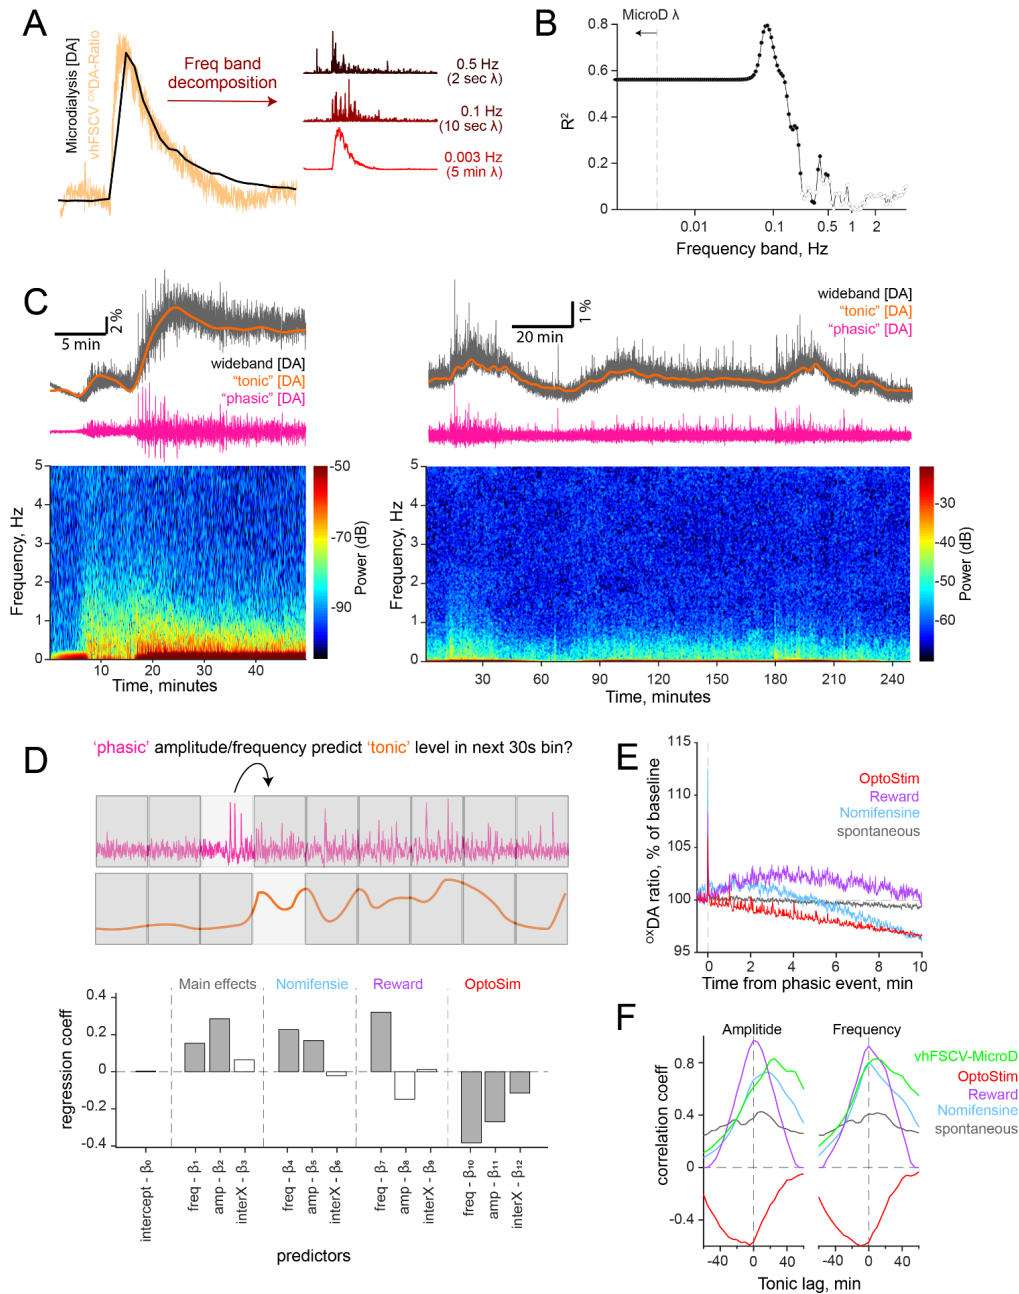 A
Microdialysis [DA]
vhFSCV oxDA-Ratio
Freq band
decomposition
0.5 Hz
(2 sec λ)
0.1 Hz
(10 sec λ)
0.003 Hz
(5 min λ)
B
MicroD λ
0.8
0.6
0.4
0.2
0
R²
0.01
0.1
0.5
1
2
Frequency band, Hz
C
5 min
2 %
wideband [DA]
“tonic” [DA]
“phasic” [DA]
20 min
1 %
wideband [DA]
“tonic” [DA]
“phasic” [DA]
5
4
3
2
1
0
Frequency, Hz
10
20
30
40
Time, minutes
-50
-70
-90
Power (dB)
5
4
3
2
1
0
Frequency, Hz
30
60
90
120
150
180
210
240
Time, minutes
-30
-40
-50
-60
Power (dB)
D
‘phasic’ amplitude/frequency predict ‘tonic’ level in next 30s bin?
Main effects
Nomifensie
Reward
OptoSim
0.4
0.2
0
-0.2
-0.4
regression coeff
intercept - β₀
freq - β₁
amp - β₂
interX - β₃
freq - β₄
amp - β₅
interX - β₆
freq - β₇
amp - β₈
interX - β₉
freq - β₁₀
amp - β₁₁
interX - β₁₂
predictors
E
115
110
105
100
95
oxDA ratio, % of baseline
OptoStim
Reward
Nomifensine
spontaneous
0
2
4
6
8
10
Time from phasic event, min
F
Amplitide
Frequency
vhFSCV-MicroD
OptoStim
Reward
Nomifensine
spontaneous
0.8
0.4
0
-0.4
correlation coeff
-40
0
40
-40
0
40
Tonic lag, min